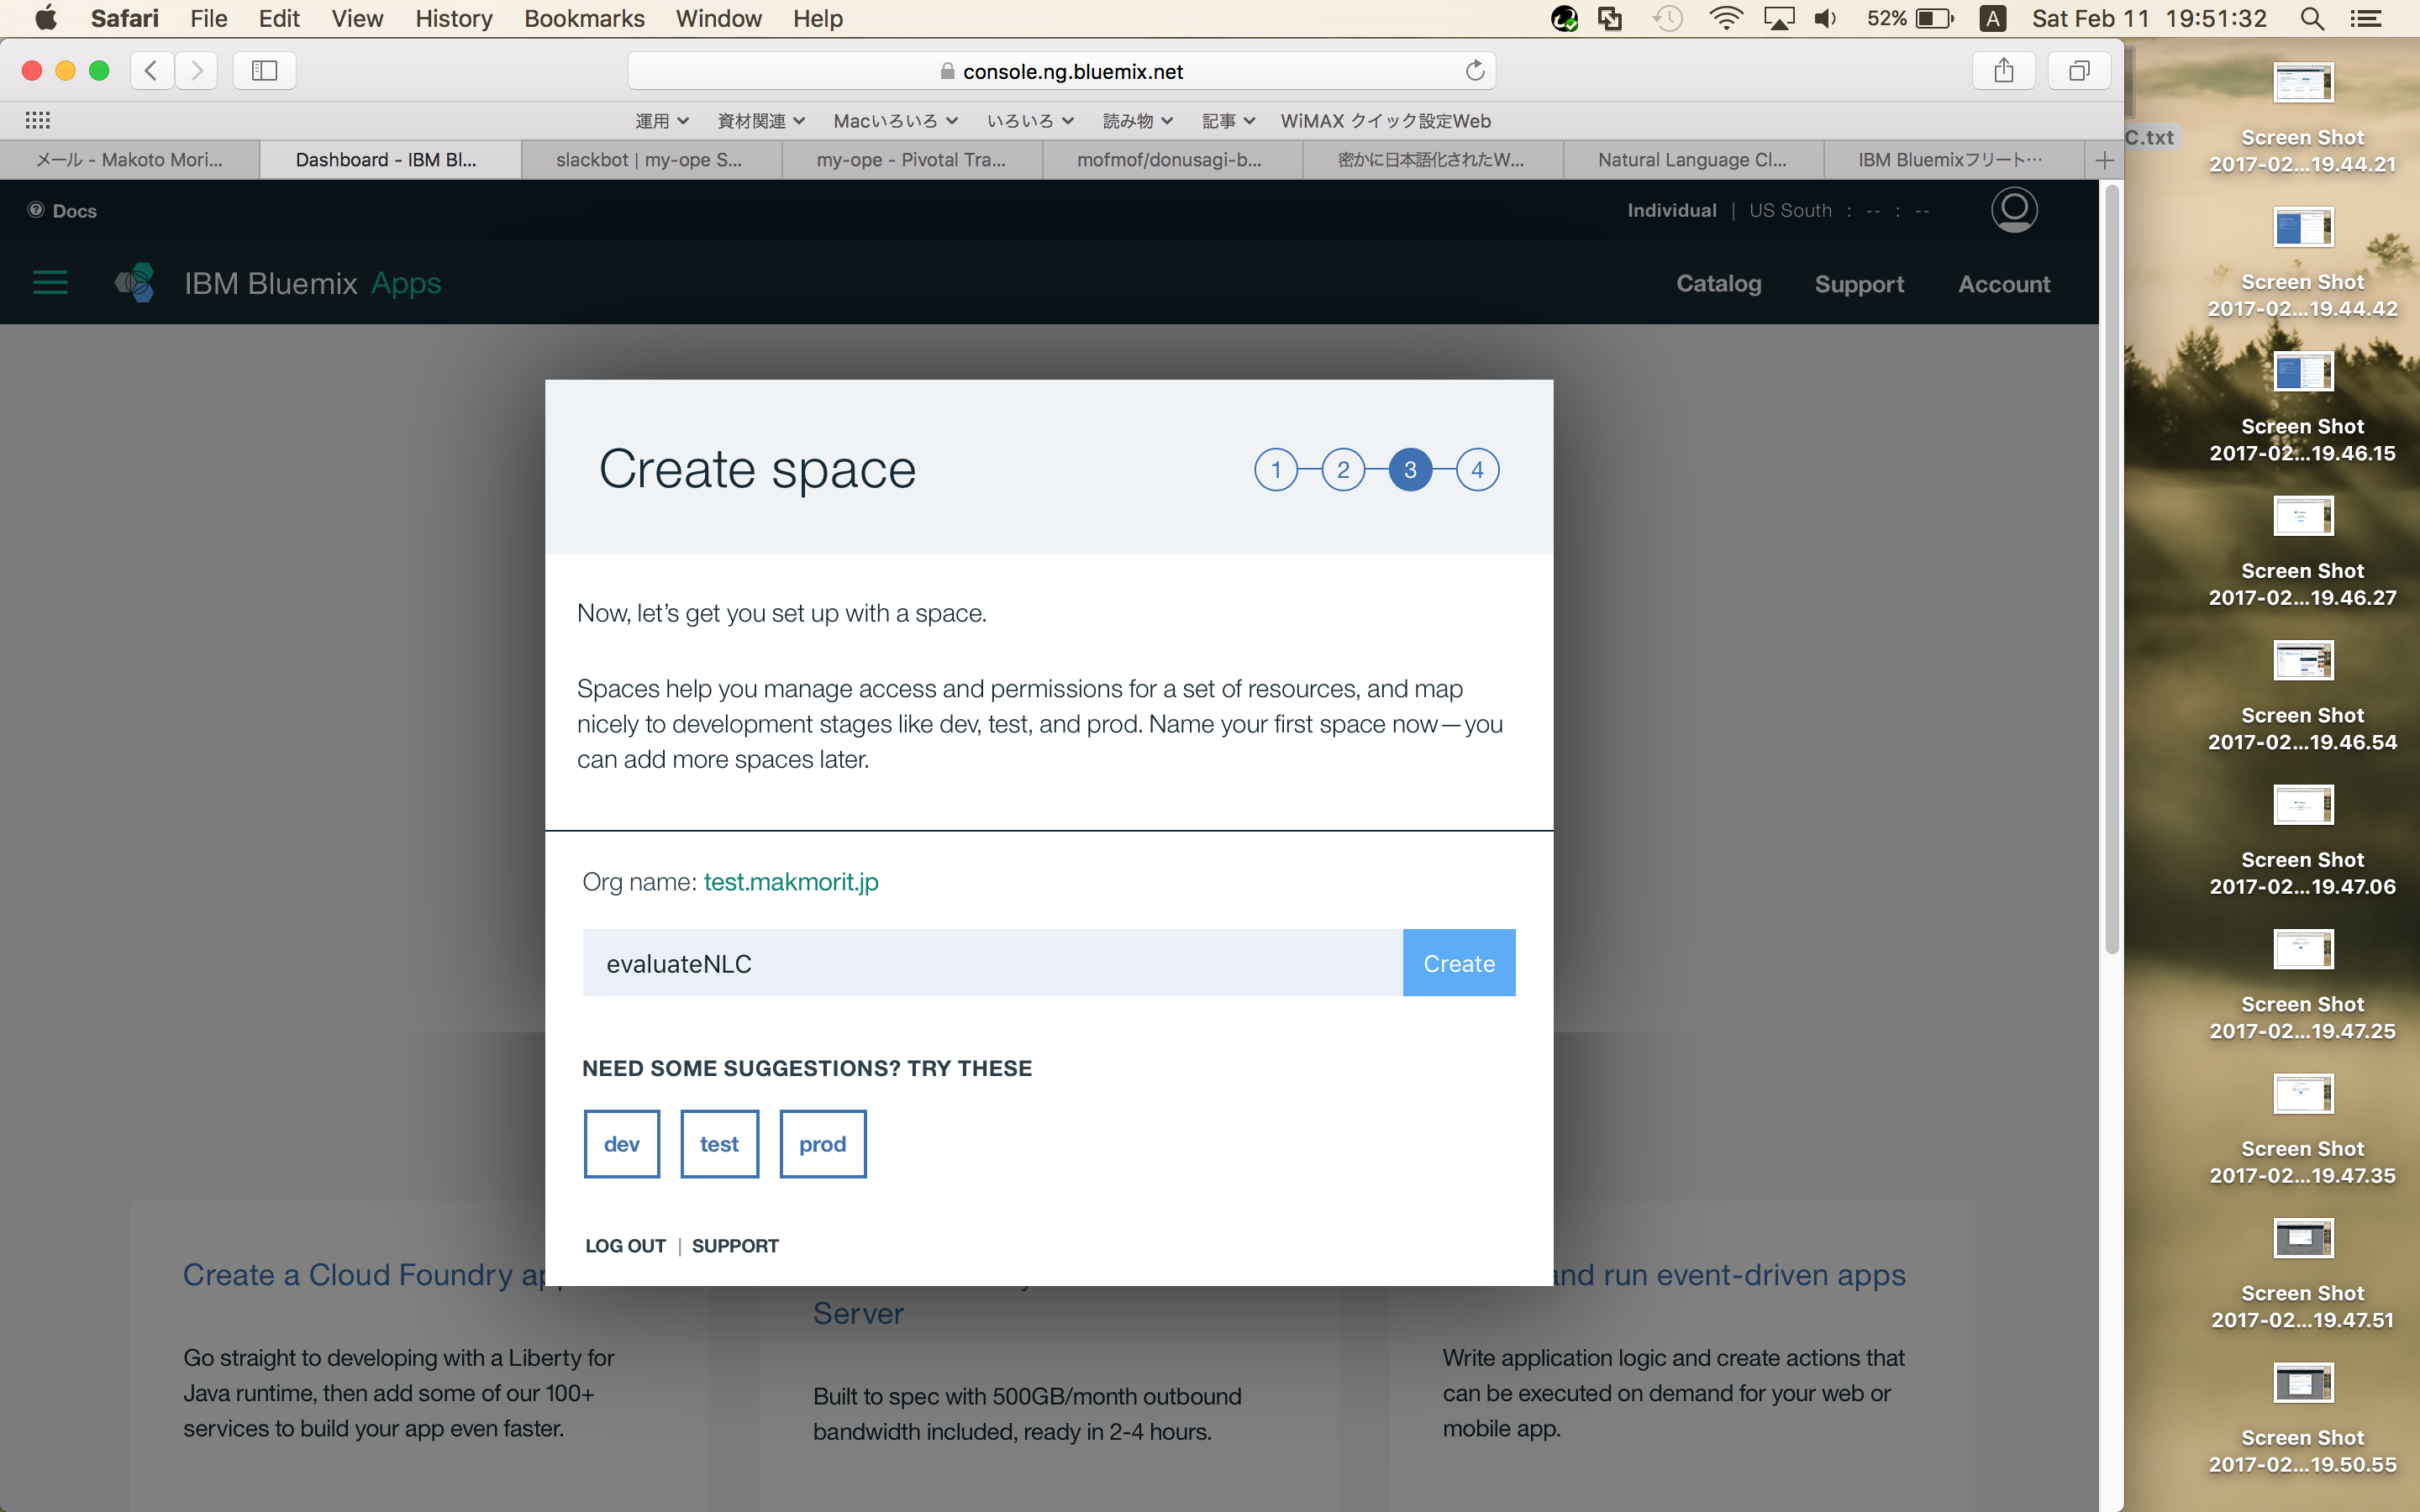 Safari File Edit View History Bookmarks Window Help 52% A Sat Feb 11 19:51:32
console.ng.bluemix.net
運用 資材関連 Macいろいろ いろいろ 読み物 記事 WiMAX クイック設定Web
メール - Makoto Mori... Dashboard - IBM Bl... slackbot | my-ope S... my-ope - Pivotal Tra... mofmof/donusagi-b... 密かに日本語化されたW... Natural Language Cl... IBM Bluemixフリート…
C.txt
Docs Individual | US South : -- : --
IBM Bluemix Apps Catalog Support Account
Create space 1 2 3 4
Now, let's get you set up with a space.
Spaces help you manage access and permissions for a set of resources, and map
nicely to development stages like dev, test, and prod. Name your first space now—you
can add more spaces later.
Org name: test.makmorit.jp
evaluateNLC Create
NEED SOME SUGGESTIONS? TRY THESE
dev test prod
LOG OUT | SUPPORT
Create a Cloud Foundry
Go straight to developing with a Liberty for
Java runtime, then add some of our 100+
services to build your app even faster.
Server
Built to spec with 500GB/month outbound
bandwidth included, ready in 2-4 hours.
and run event-driven apps
Write application logic and create actions that
can be executed on demand for your web or
mobile app.
Screen Shot
2017-02...19.44.21
Screen Shot
2017-02...19.44.42
Screen Shot
2017-02...19.46.15
Screen Shot
2017-02...19.46.27
Screen Shot
2017-02...19.46.54
Screen Shot
2017-02...19.47.06
Screen Shot
2017-02...19.47.25
Screen Shot
2017-02...19.47.35
Screen Shot
2017-02...19.47.51
Screen Shot
2017-02...19.50.55